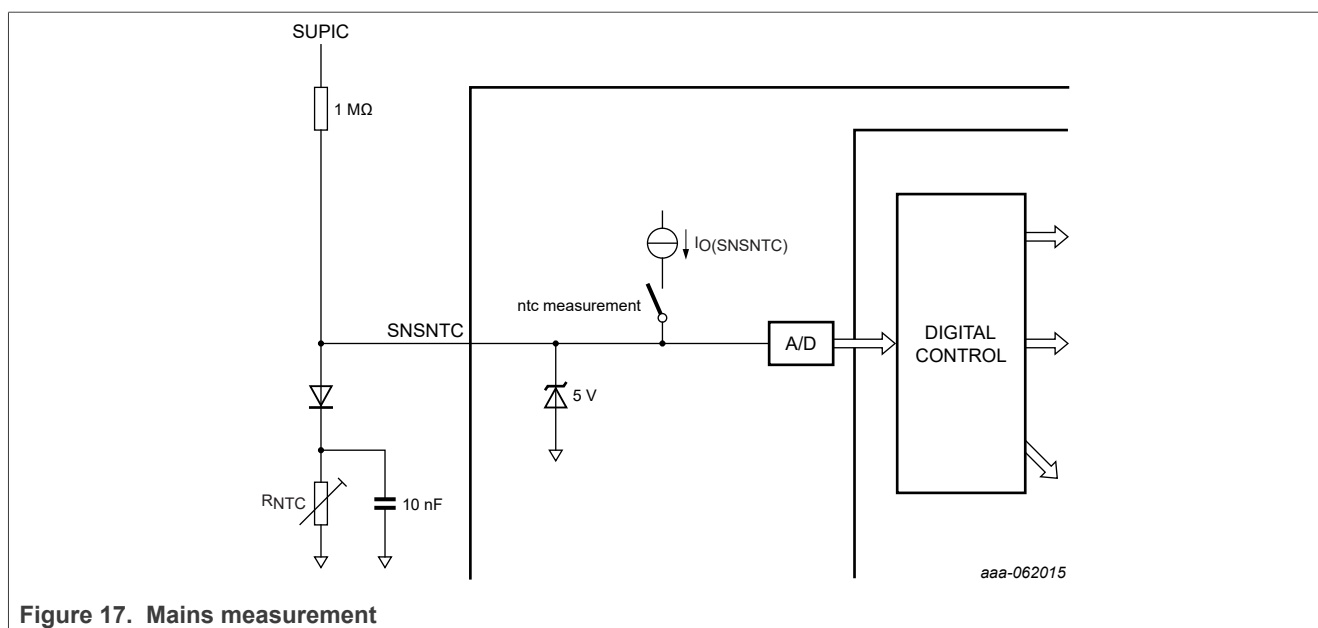 SUPIC
1 MΩ
IO(SNSNTC)
ntc measurement
SNSNTC
A/D
DIGITAL
CONTROL
5 V
RNTC
10 nF
aaa-062015
Figure 17. Mains measurement